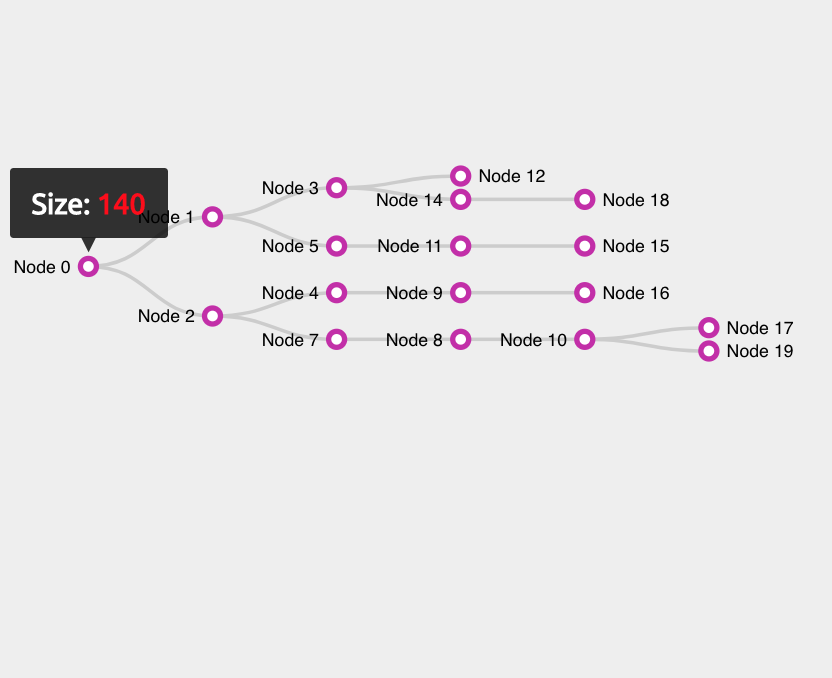 Size: 140
Node 0
Node 1
Node 2
Node 3
Node 5
Node 4
Node 7
Node 12
Node 14
Node 11
Node 9
Node 8
Node 18
Node 15
Node 16
Node 10
Node 17
Node 19